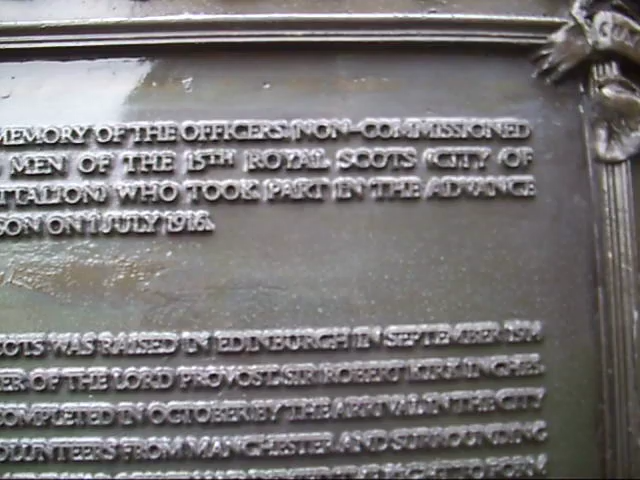 MEMORY OF THE OFFICERS, NON-COMMISSIONED
MEN OF THE 15TH ROYAL SCOTS (CITY OF
TTALION) WHO TOOK PART IN THE ADVANCE
SON ON 1 JULY 1916.
COTS WAS RAISED IN EDINBURGH IN SEPTEMBER 1914
ER OF THE LORD PROVOST, SIR ROBERT KIRK INCHES.
COMPLETED IN OCTOBER BY THE ARRIVAL IN THE CITY
OLUNTEERS FROM MANCHESTER AND SURROUNDING
TO FORM